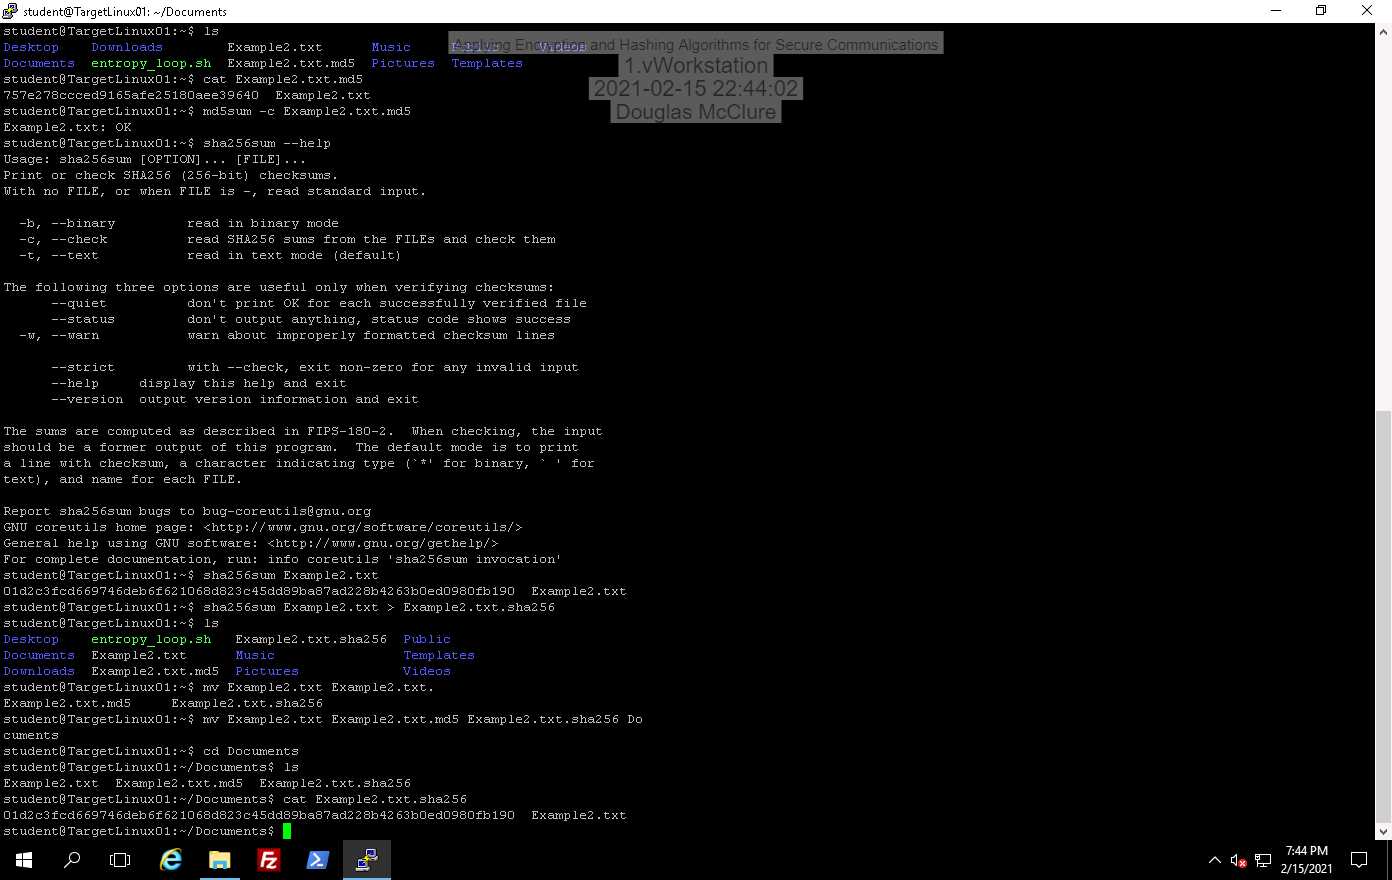 student@TargetLinux01: ~/Documents
student@TargetLinux01:~$ ls
Desktop Downloads Example2.txt Music Public Videos
Applying Encryption and Hashing Algorithms for Secure Communications
Documents entropy_loop.sh Example2.txt.md5 Pictures Templates
1.vWorkstation
student@TargetLinux01:~$ cat Example2.txt.md5
2021-02-15 22:44:02
757e278ccced9165afe25180aee39640 Example2.txt
student@TargetLinux01:~$ md5sum -c Example2.txt.md5
Douglas McClure
Example2.txt: OK
student@TargetLinux01:~$ sha256sum --help
Usage: sha256sum [OPTION]... [FILE]...
Print or check SHA256 (256-bit) checksums.
With no FILE, or when FILE is -, read standard input.
-b, --binary read in binary mode
-c, --check read SHA256 sums from the FILEs and check them
-t, --text read in text mode (default)
The following three options are useful only when verifying checksums:
--quiet don't print OK for each successfully verified file
--status don't output anything, status code shows success
-w, --warn warn about improperly formatted checksum lines
--strict with --check, exit non-zero for any invalid input
--help display this help and exit
--version output version information and exit
The sums are computed as described in FIPS-180-2. When checking, the input
should be a former output of this program. The default mode is to print
a line with checksum, a character indicating type (`*' for binary, ` ' for
text), and name for each FILE.
Report sha256sum bugs to bug-coreutils@gnu.org
GNU coreutils home page: <http://www.gnu.org/software/coreutils/>
General help using GNU software: <http://www.gnu.org/gethelp/>
For complete documentation, run: info coreutils 'sha256sum invocation'
student@TargetLinux01:~$ sha256sum Example2.txt
01d2c3fcd669746deb6f621068d823c45dd89ba87ad228b4263b0ed0980fb190 Example2.txt
student@TargetLinux01:~$ sha256sum Example2.txt > Example2.txt.sha256
student@TargetLinux01:~$ ls
Desktop entropy_loop.sh Example2.txt.sha256 Public
Documents Example2.txt Music Templates
Downloads Example2.txt.md5 Pictures Videos
student@TargetLinux01:~$ mv Example2.txt Example2.txt.
Example2.txt.md5 Example2.txt.sha256
student@TargetLinux01:~$ mv Example2.txt Example2.txt.md5 Example2.txt.sha256 Do
cuments
student@TargetLinux01:~$ cd Documents
student@TargetLinux01:~/Documents$ ls
Example2.txt Example2.txt.md5 Example2.txt.sha256
student@TargetLinux01:~/Documents$ cat Example2.txt.sha256
01d2c3fcd669746deb6f621068d823c45dd89ba87ad228b4263b0ed0980fb190 Example2.txt
student@TargetLinux01:~/Documents$
7:44 PM
2/15/2021